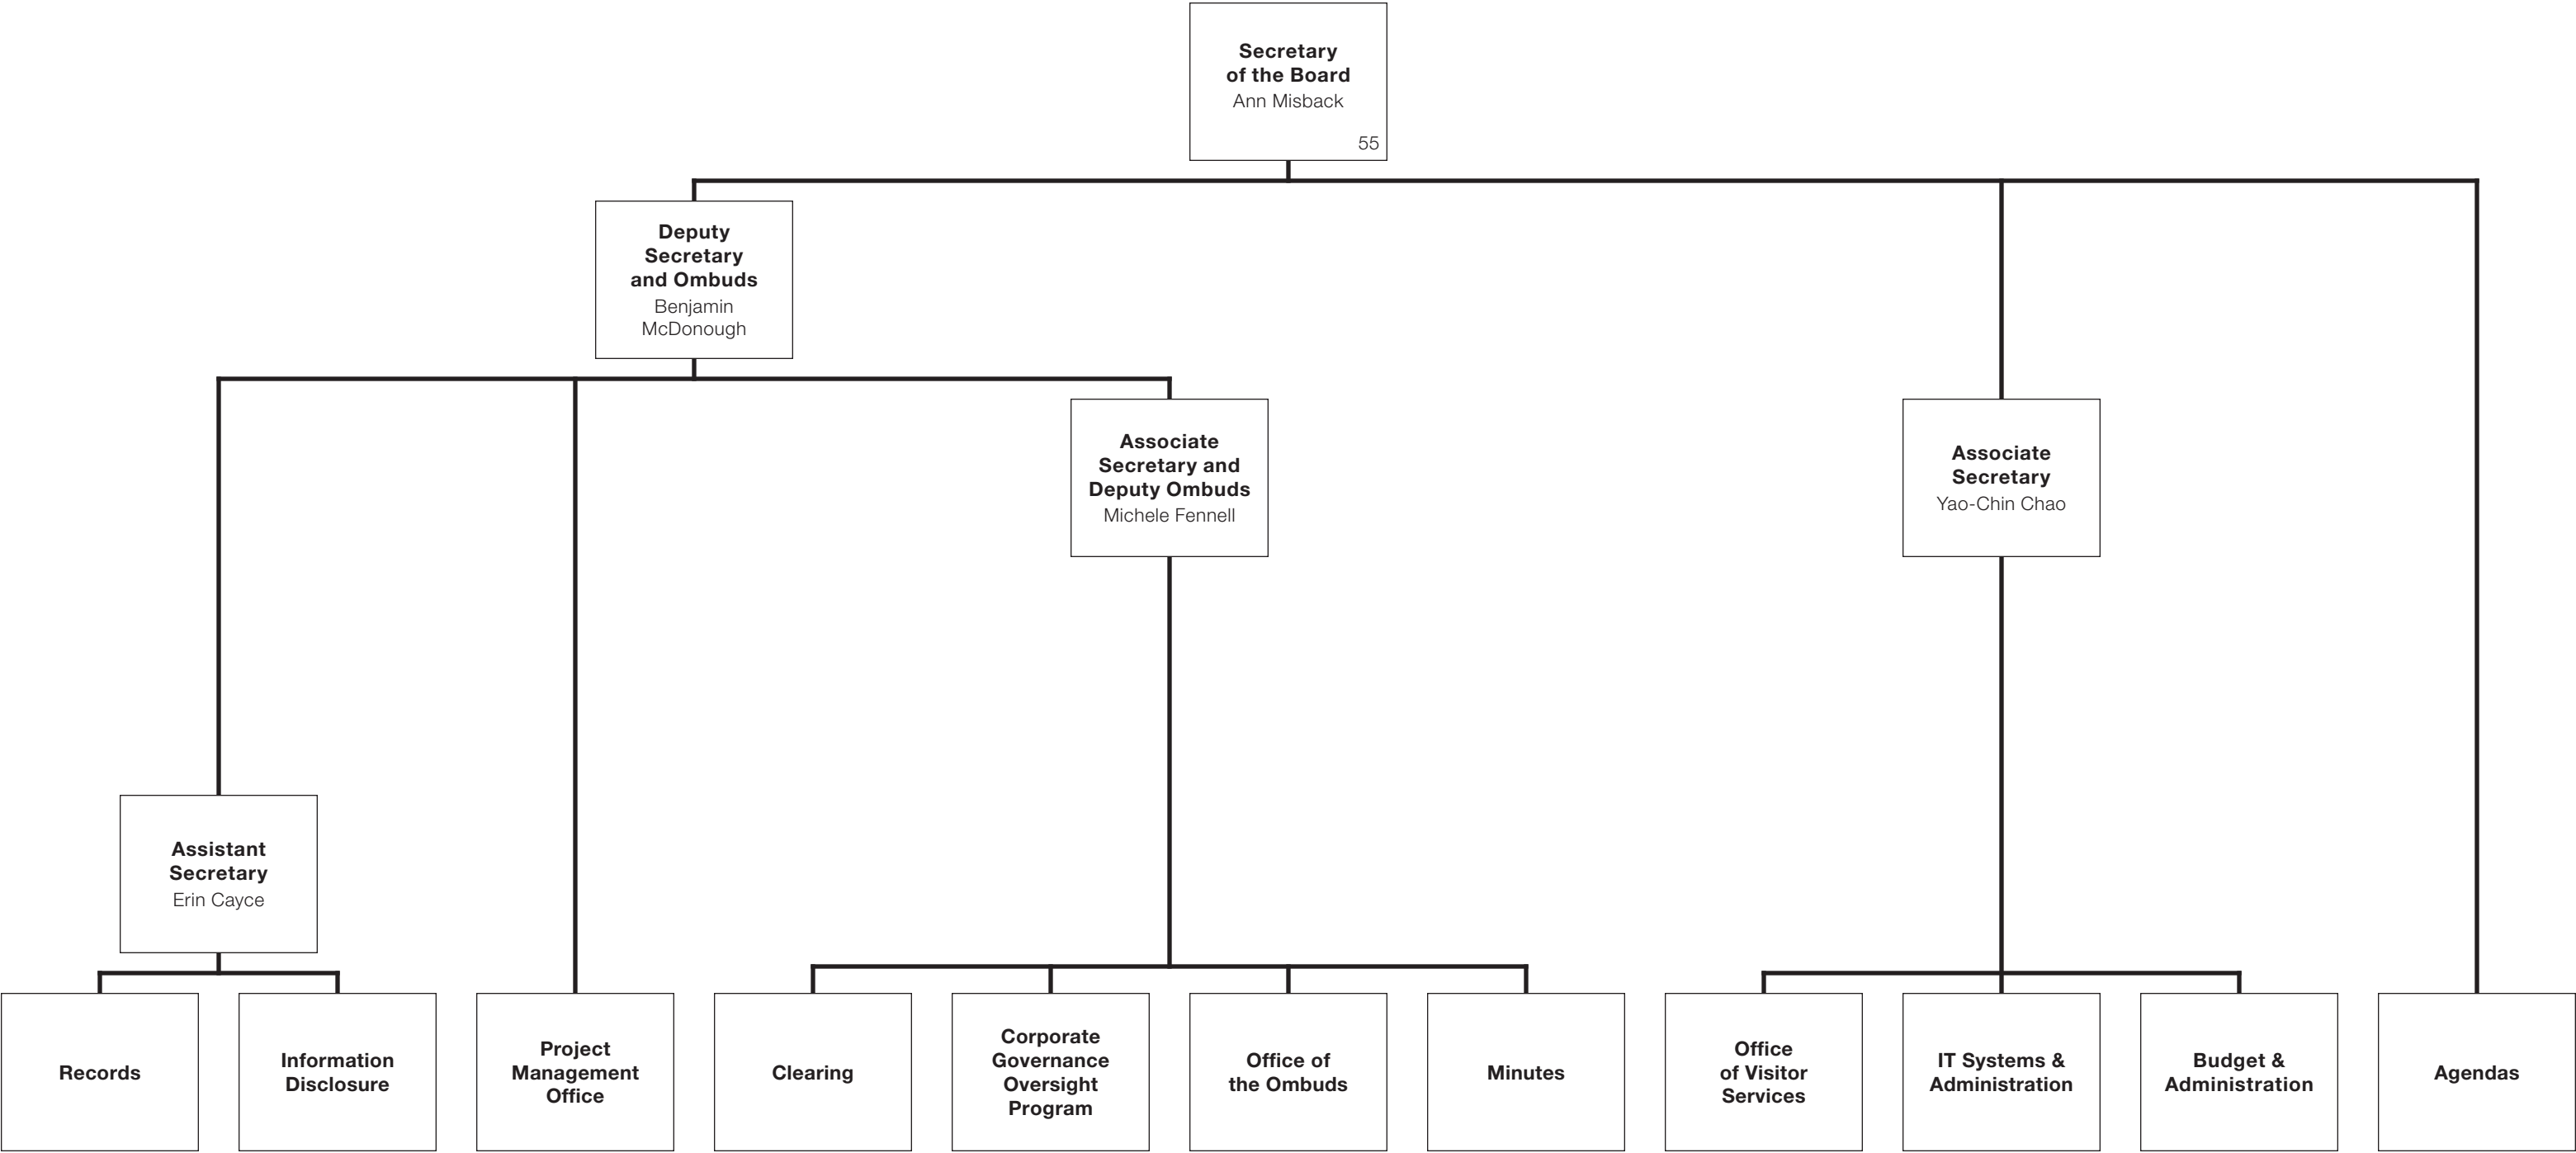 Secretary
of the Board
Ann Misback
55
Deputy
Secretary
and Ombuds
Benjamin
McDonough
Associate
Secretary and
Deputy Ombuds
Michele Fennell
Associate
Secretary
Yao-Chin Chao
Assistant
Secretary
Erin Cayce
Records
Information
Disclosure
Project
Management
Office
Clearing
Corporate
Governance
Oversight
Program
Office of
the Ombuds
Minutes
Office
of Visitor
Services
IT Systems &
Administration
Budget &
Administration
Agendas